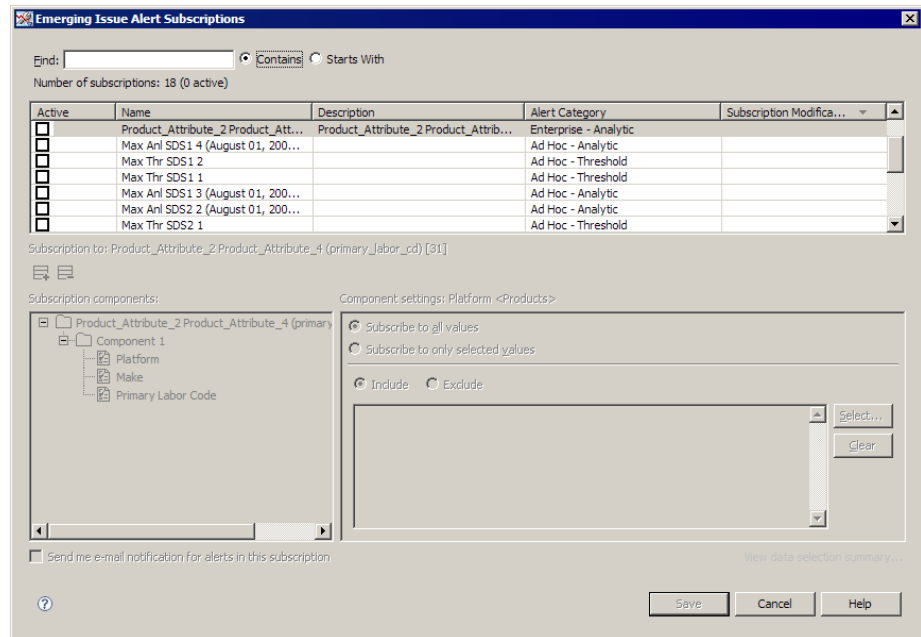 Emerging Issue Alert Subscriptions
Find: Contains Starts With
Number of subscriptions: 18 (0 active)
Active Name Description Alert Category Subscription Modifica...
Product_Attribute_2 Product_Att... Product_Attribute_2 Product_Attrib... Enterprise - Analytic
Max Anl SDS1 4 (August 01, 200... Ad Hoc - Analytic
Max Thr SDS1 2 Ad Hoc - Threshold
Max Thr SDS1 1 Ad Hoc - Threshold
Max Anl SDS1 3 (August 01, 200... Ad Hoc - Analytic
Max Anl SDS2 2 (August 01, 200... Ad Hoc - Analytic
Max Thr SDS2 1 Ad Hoc - Threshold
Subscription to: Product_Attribute_2 Product_Attribute_4 (primary_labor_cd) [31]
Subscription components: Component settings: Platform <Products>
Product_Attribute_2 Product_Attribute_4 (primary
Component 1
Platform
Make
Primary Labor Code
Subscribe to all values
Subscribe to only selected values
Include Exclude
Select...
Clear
Send me e-mail notification for alerts in this subscription View data selection summary...
? Save Cancel Help